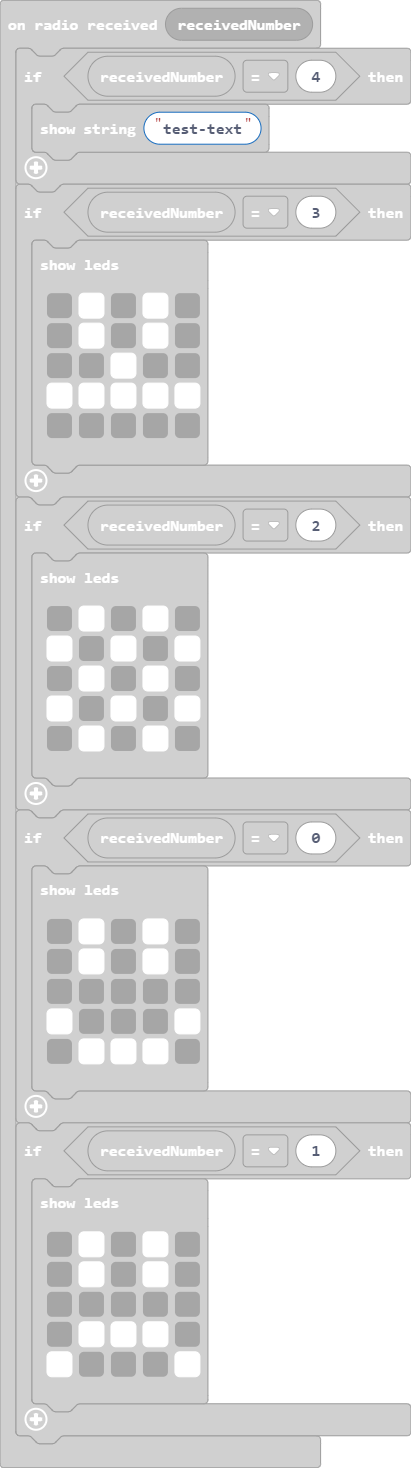 on radio received receivedNumber
if receivedNumber = 4 then
show string "test-text"
if receivedNumber = 3 then
show leds
if receivedNumber = 2 then
show leds
if receivedNumber = 0 then
show leds
if receivedNumber = 1 then
show leds